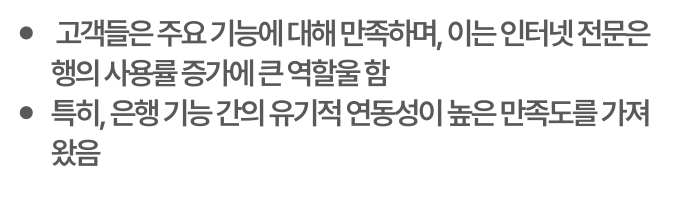 • 고객들은 주요 기능에 대해 만족하며, 이는 인터넷 전문은
행의 사용률 증가에 큰 역할울 함
• 특히, 은행 기능 간의 유기적 연동성이 높은 만족도를 가져
왔음